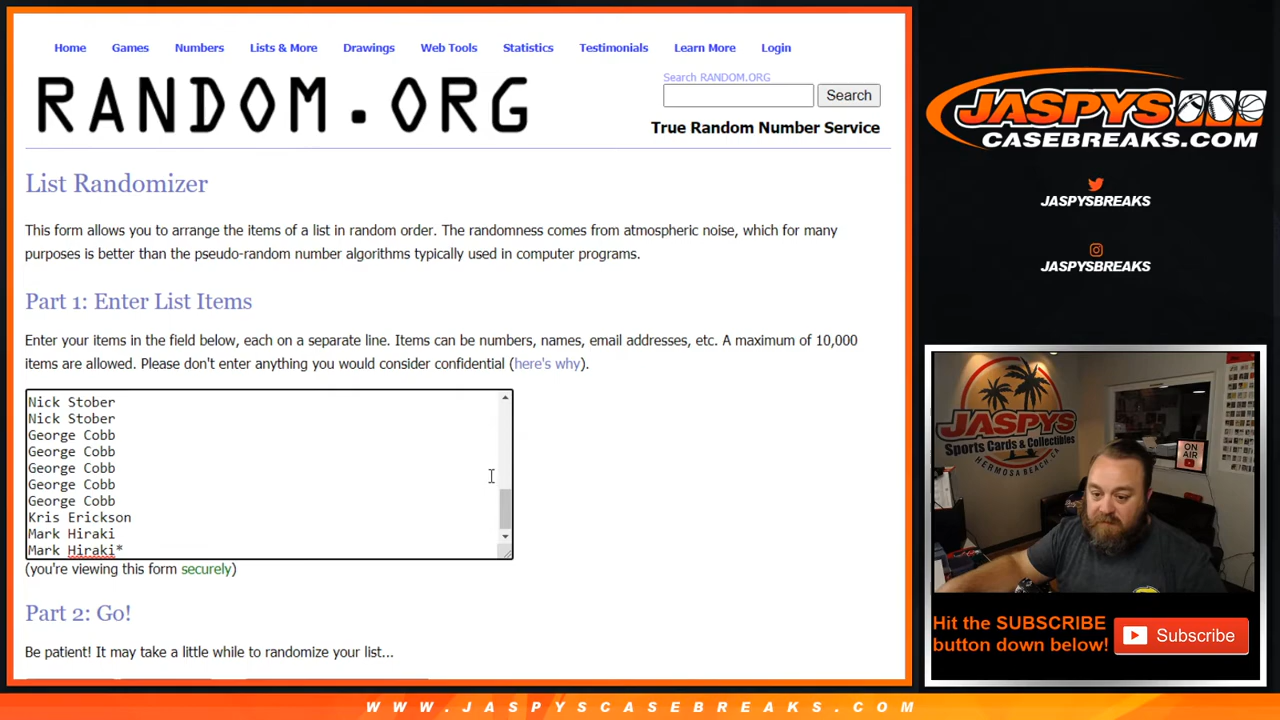 Home Games Numbers Lists & More Drawings Web Tools Statistics Testimonials Learn More Login
RANDOM.ORG
Search RANDOM.ORG
Search
True Random Number Service
List Randomizer
This form allows you to arrange the items of a list in random order. The randomness comes from atmospheric noise, which for many
purposes is better than the pseudo-random number algorithms typically used in computer programs.
Part 1: Enter List Items
Enter your items in the field below, each on a separate line. Items can be numbers, names, email addresses, etc. A maximum of 10,000
items are allowed. Please don't enter anything you would consider confidential (here's why).
Nick Stober
Nick Stober
George Cobb
George Cobb
George Cobb
George Cobb
George Cobb
Kris Erickson
Mark Hiraki
Mark Hiraki*
(you're viewing this form securely)
Part 2: Go!
Be patient! It may take a little while to randomize your list...
JASPYS
CASEBREAKS.COM
JASPYSBREAKS
JASPYSBREAKS
JASPYS
Sports Cards & Collectibles
HERMOSA BEACH, CA
ON
AIR
Hit the SUBSCRIBE
button down below!
Subscribe
WWW.JASPYSCASEBREAKS.COM